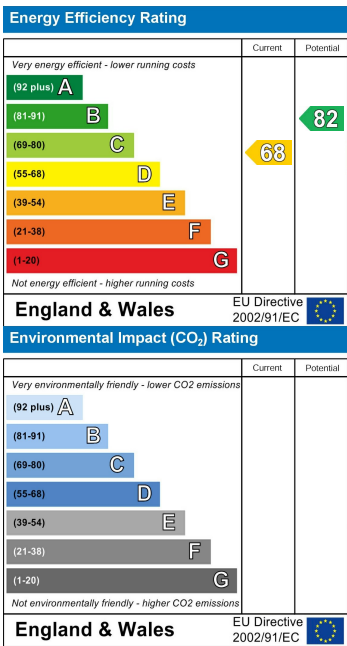 Energy Efficiency Rating
Current Potential
Very energy efficient - lower running costs
(92 plus) A
(81-91) B
82
(69-80) C
68
(55-68) D
(39-54) E
(21-38) F
(1-20) G
Not energy efficient - higher running costs
England & Wales
EU Directive
2002/91/EC
Environmental Impact (CO2) Rating
Current Potential
Very environmentally friendly - lower CO2 emissions
(92 plus) A
(81-91) B
(69-80) C
(55-68) D
(39-54) E
(21-38) F
(1-20) G
Not environmentally friendly - higher CO2 emissions
England & Wales
EU Directive
2002/91/EC